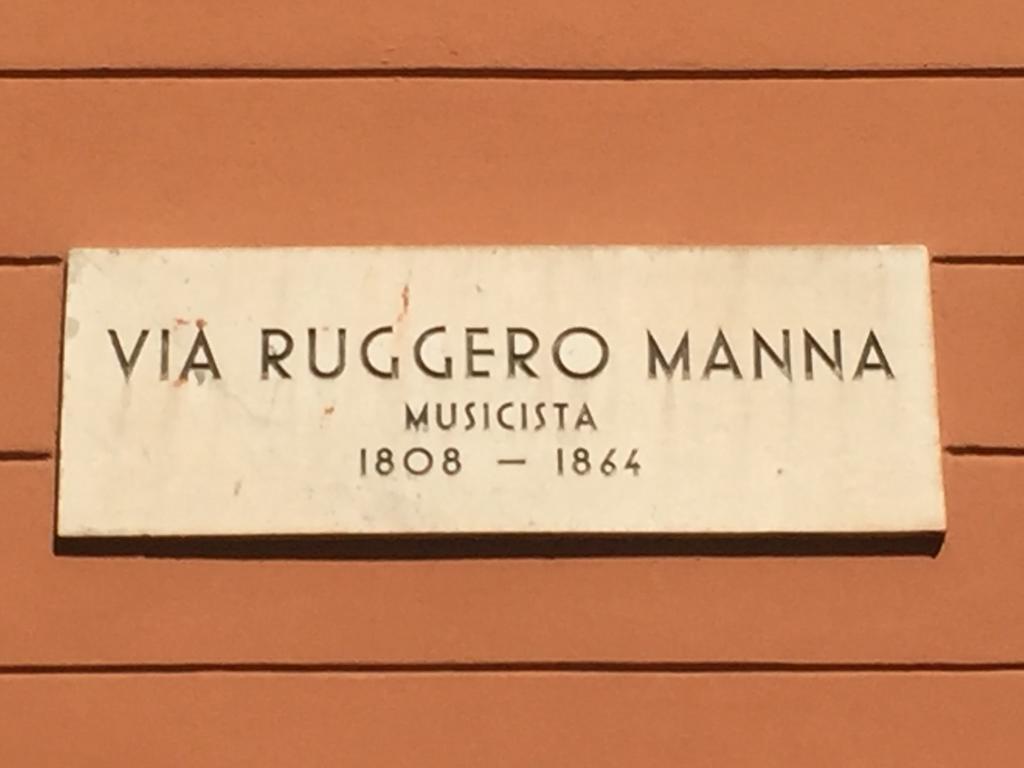 VIA RUGGERO MANNA
MUSICISTA
1808 — 1864